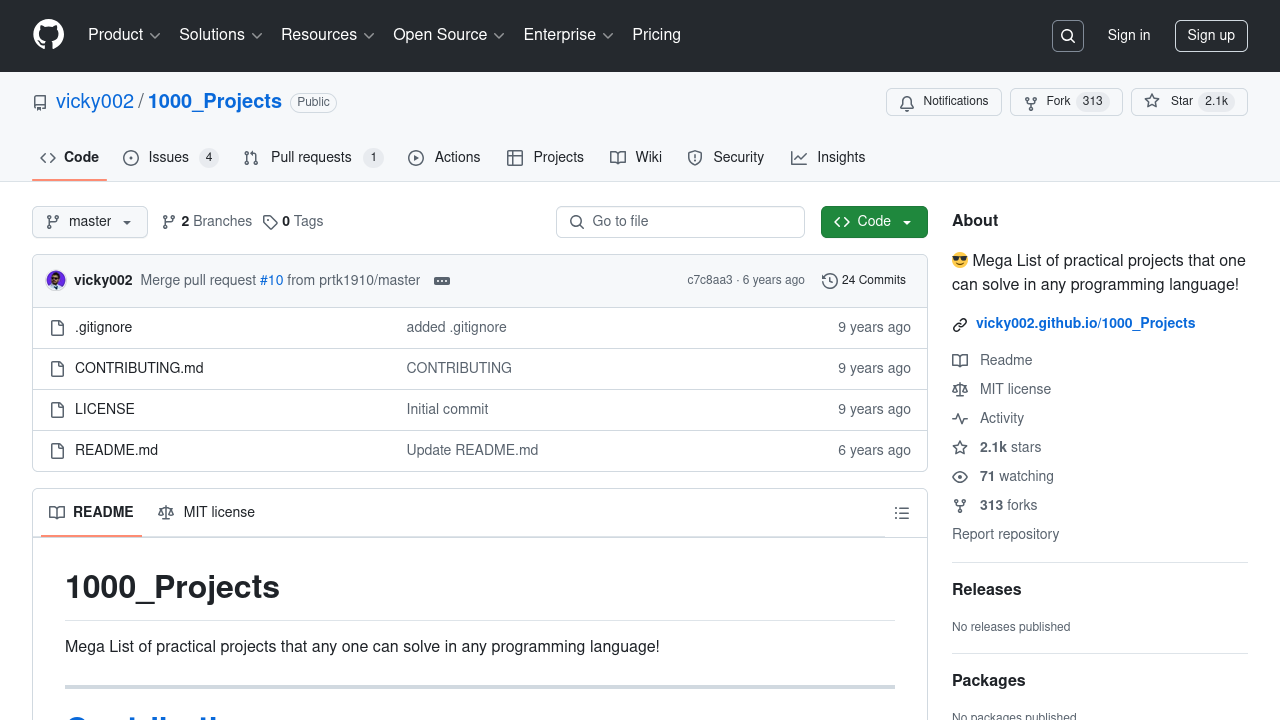 Product Solutions Resources Open Source Enterprise Pricing Sign in Sign up
vicky002 / 1000_Projects Public Notifications Fork 313 Star 2.1k
Code Issues 4 Pull requests 1 Actions Projects Wiki Security Insights
master 2 Branches 0 Tags Go to file Code
vicky002 Merge pull request #10 from prtk1910/master c7c8aa3 · 6 years ago 24 Commits
.gitignore added .gitignore 9 years ago
CONTRIBUTING.md CONTRIBUTING 9 years ago
LICENSE Initial commit 9 years ago
README.md Update README.md 6 years ago
README MIT license
1000_Projects
Mega List of practical projects that any one can solve in any programming language!
About
😎 Mega List of practical projects that one
can solve in any programming language!
vicky002.github.io/1000_Projects
Readme
MIT license
Activity
2.1k stars
71 watching
313 forks
Report repository
Releases
No releases published
Packages
No packages published